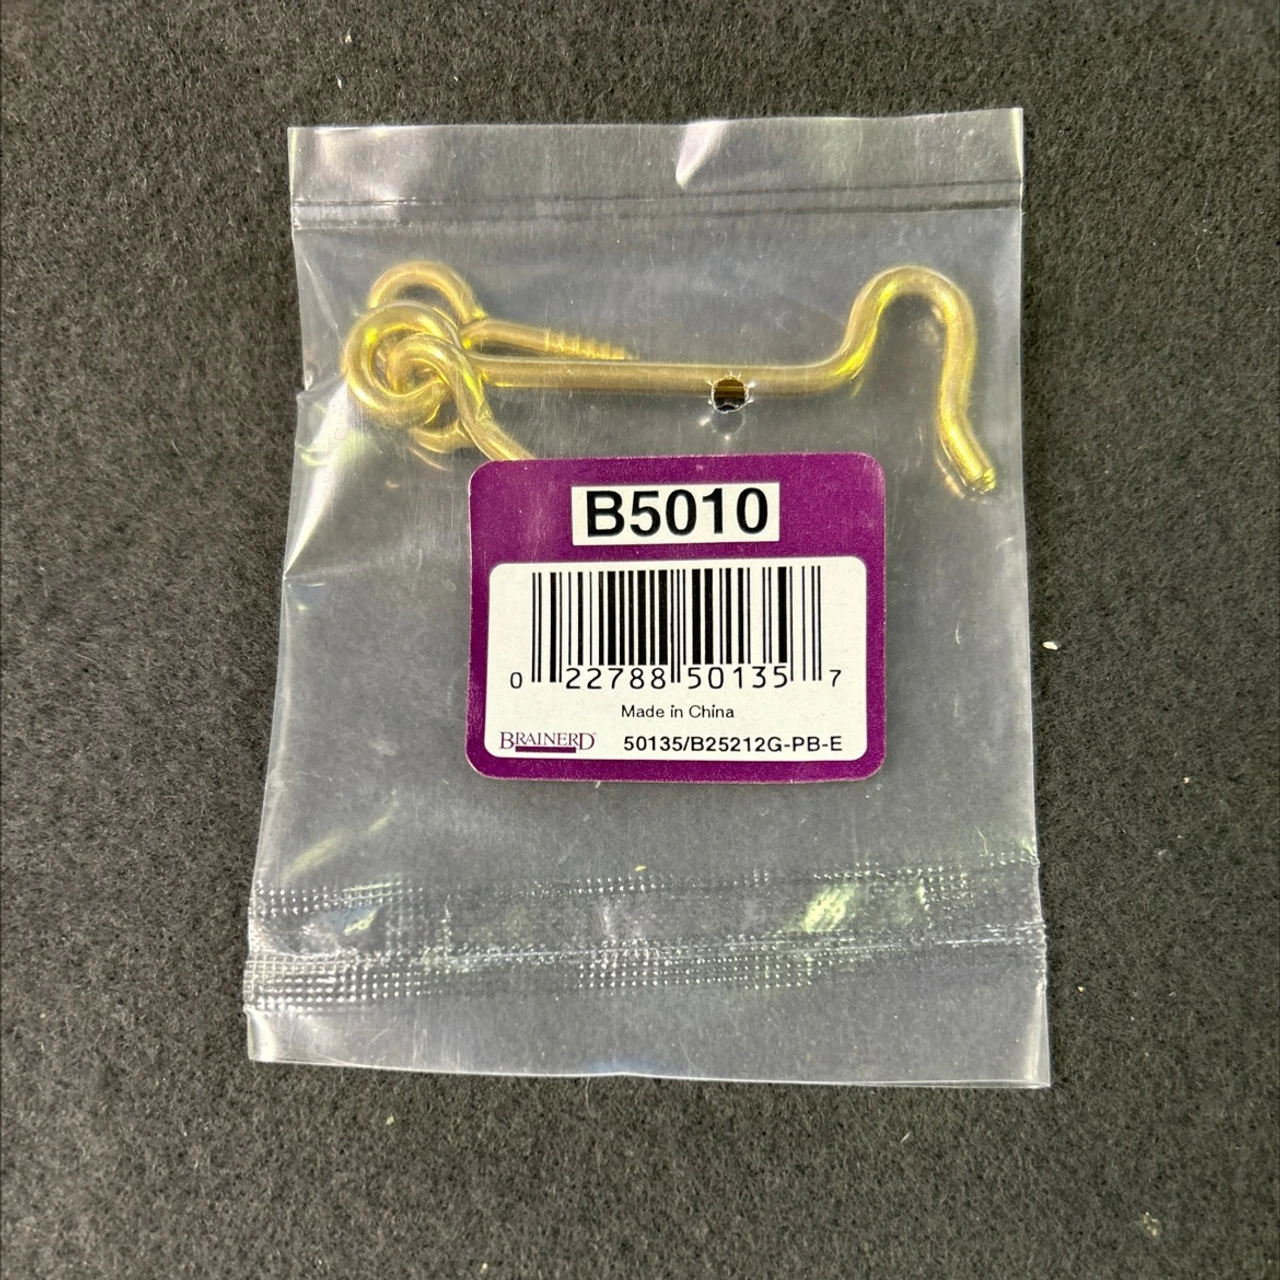 B5010
0 22788 50135 7
Made in China
BRAINERD 50135/B25212G-PB-E